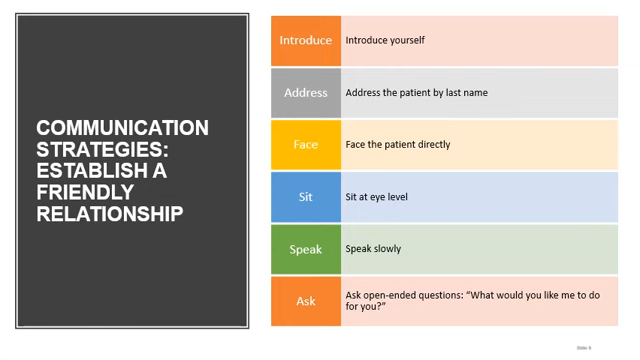 COMMUNICATION
STRATEGIES:
ESTABLISH A
FRIENDLY
RELATIONSHIP
Introduce
Introduce yourself
Address
Address the patient by last name
Face
Face the patient directly
Sit
Sit at eye level
Speak
Speak slowly
Ask
Ask open-ended questions: “What would you like me to do
for you?”